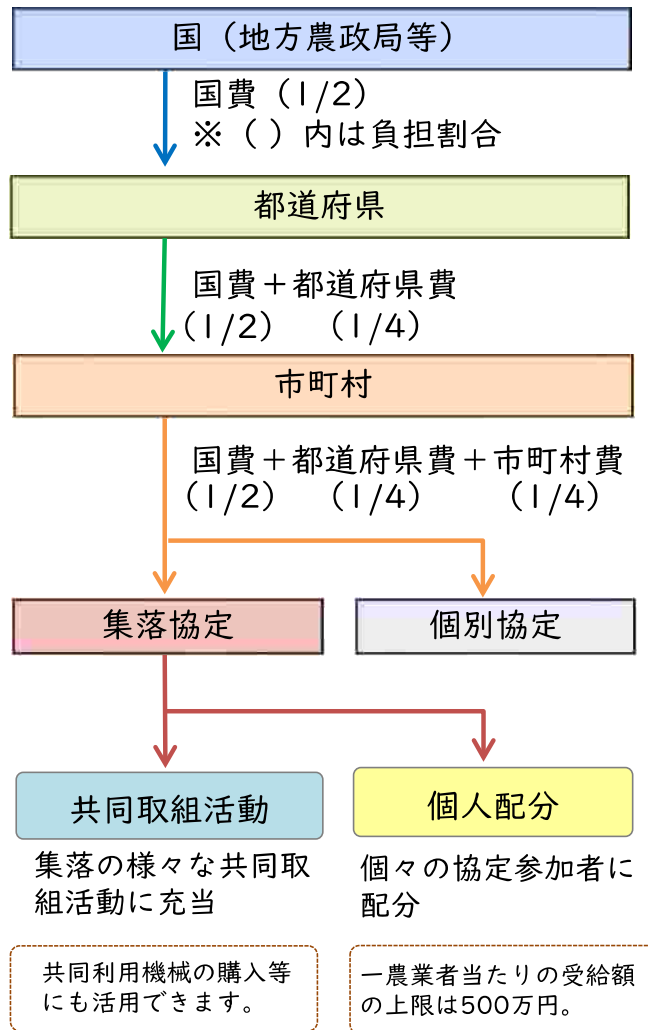 国（地方農政局等）
国費（1/2）
※（ ）内は負担割合
都道府県
国費＋都道府県費
（1/2）　（1/4）
市町村
国費＋都道府県費＋市町村費
（1/2）　（1/4）　　（1/4）
集落協定
個別協定
共同取組活動
個人配分
集落の様々な共同取
組活動に充当
個々の協定参加者に
配分
共同利用機械の購入等
にも活用できます。
一農業者当たりの受給額
の上限は500万円。